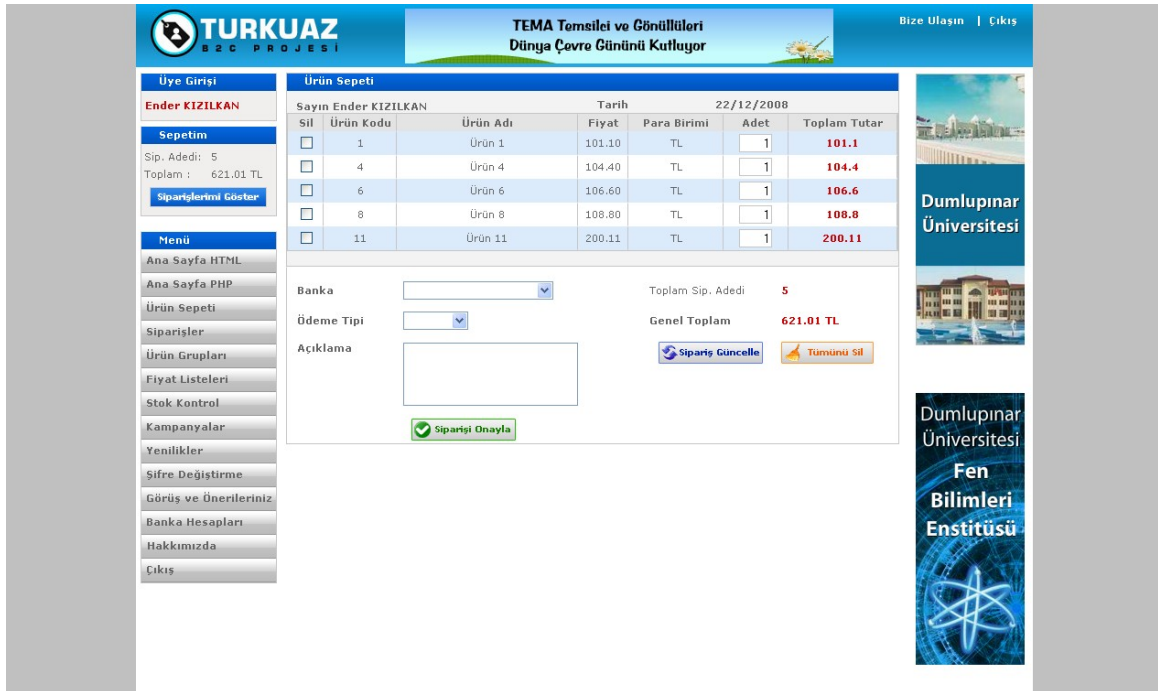 TURKUAZ
B2C PROJESİ
TEMA Temsilci ve Gönüllüleri
Dünya Çevre Gününü Kutluyor
Bize Ulaşın | Çıkış
Üye Girişi
Ender KIZILKAN
Sepetim
Sip. Adedi: 5
Toplam : 621.01 TL
Siparişlerimi Göster
Menü
Ana Sayfa HTML
Ana Sayfa PHP
Ürün Sepeti
Siparişler
Ürün Grupları
Fiyat Listeleri
Stok Kontrol
Kampanyalar
Yenilikler
Şifre Değiştirme
Görüş ve Önerileriniz
Banka Hesapları
Hakkımızda
Çıkış
Ürün Sepeti
Sayın Ender KIZILKAN Tarih 22/12/2008
Sil Ürün Kodu Ürün Adı Fiyat Para Birimi Adet Toplam Tutar
1 Ürün 1 101.10 TL 1 101.1
4 Ürün 4 104.40 TL 1 104.4
6 Ürün 6 106.60 TL 1 106.6
8 Ürün 8 108.80 TL 1 108.8
11 Ürün 11 200.11 TL 1 200.11
Banka Toplam Sip. Adedi 5
Ödeme Tipi Genel Toplam 621.01 TL
Açıklama Sipariş Güncelle Tümünü Sil
Siparişi Onayla
Dumlupınar
Üniversitesi
Dumlupınar
Üniversitesi
Fen
Bilimleri
Enstitüsü